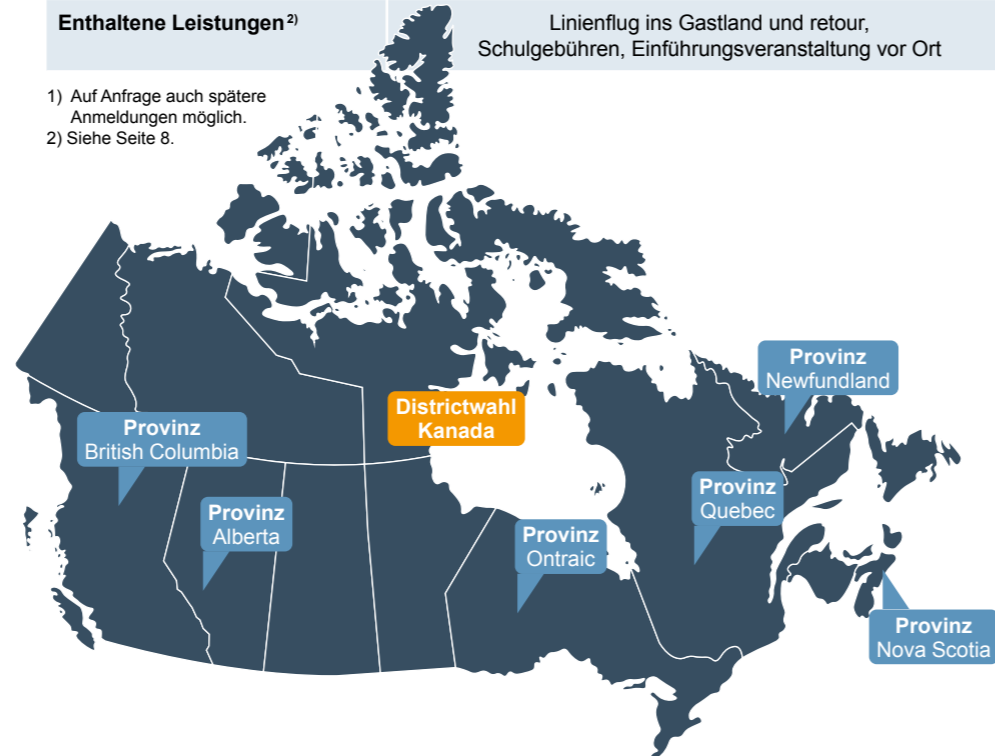 Enthaltene Leistungen 2)
Linienflug ins Gastland und retour,
Schulgebühren, Einführungsveranstaltung vor Ort
1) Auf Anfrage auch spätere
Anmeldungen möglich.
2) Siehe Seite 8.
Provinz
Newfundland
Districtwahl
Kanada
Provinz
British Columbia
Provinz
Quebec
Provinz
Alberta
Provinz
Ontraic
Provinz
Nova Scotia